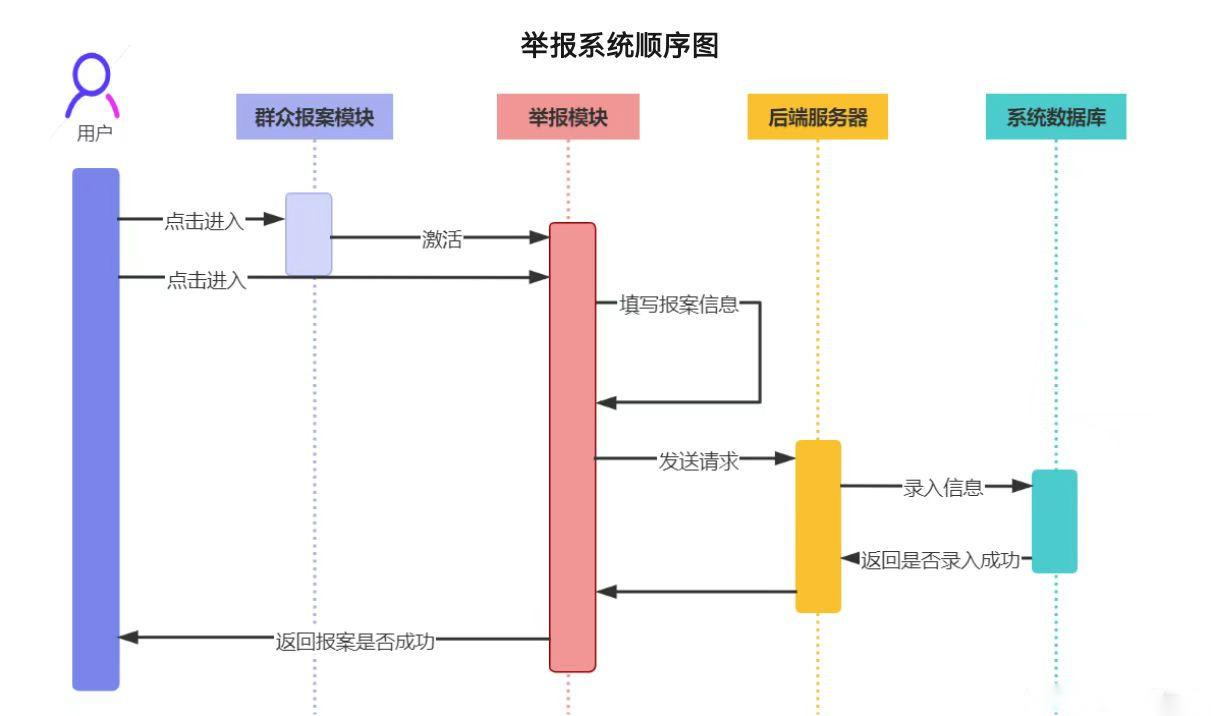 举报系统顺序图
用户
群众报案模块
举报模块
后端服务器
系统数据库
点击进入
激活
点击进入
填写报案信息
发送请求
录入信息
返回是否录入成功
返回报案是否成功